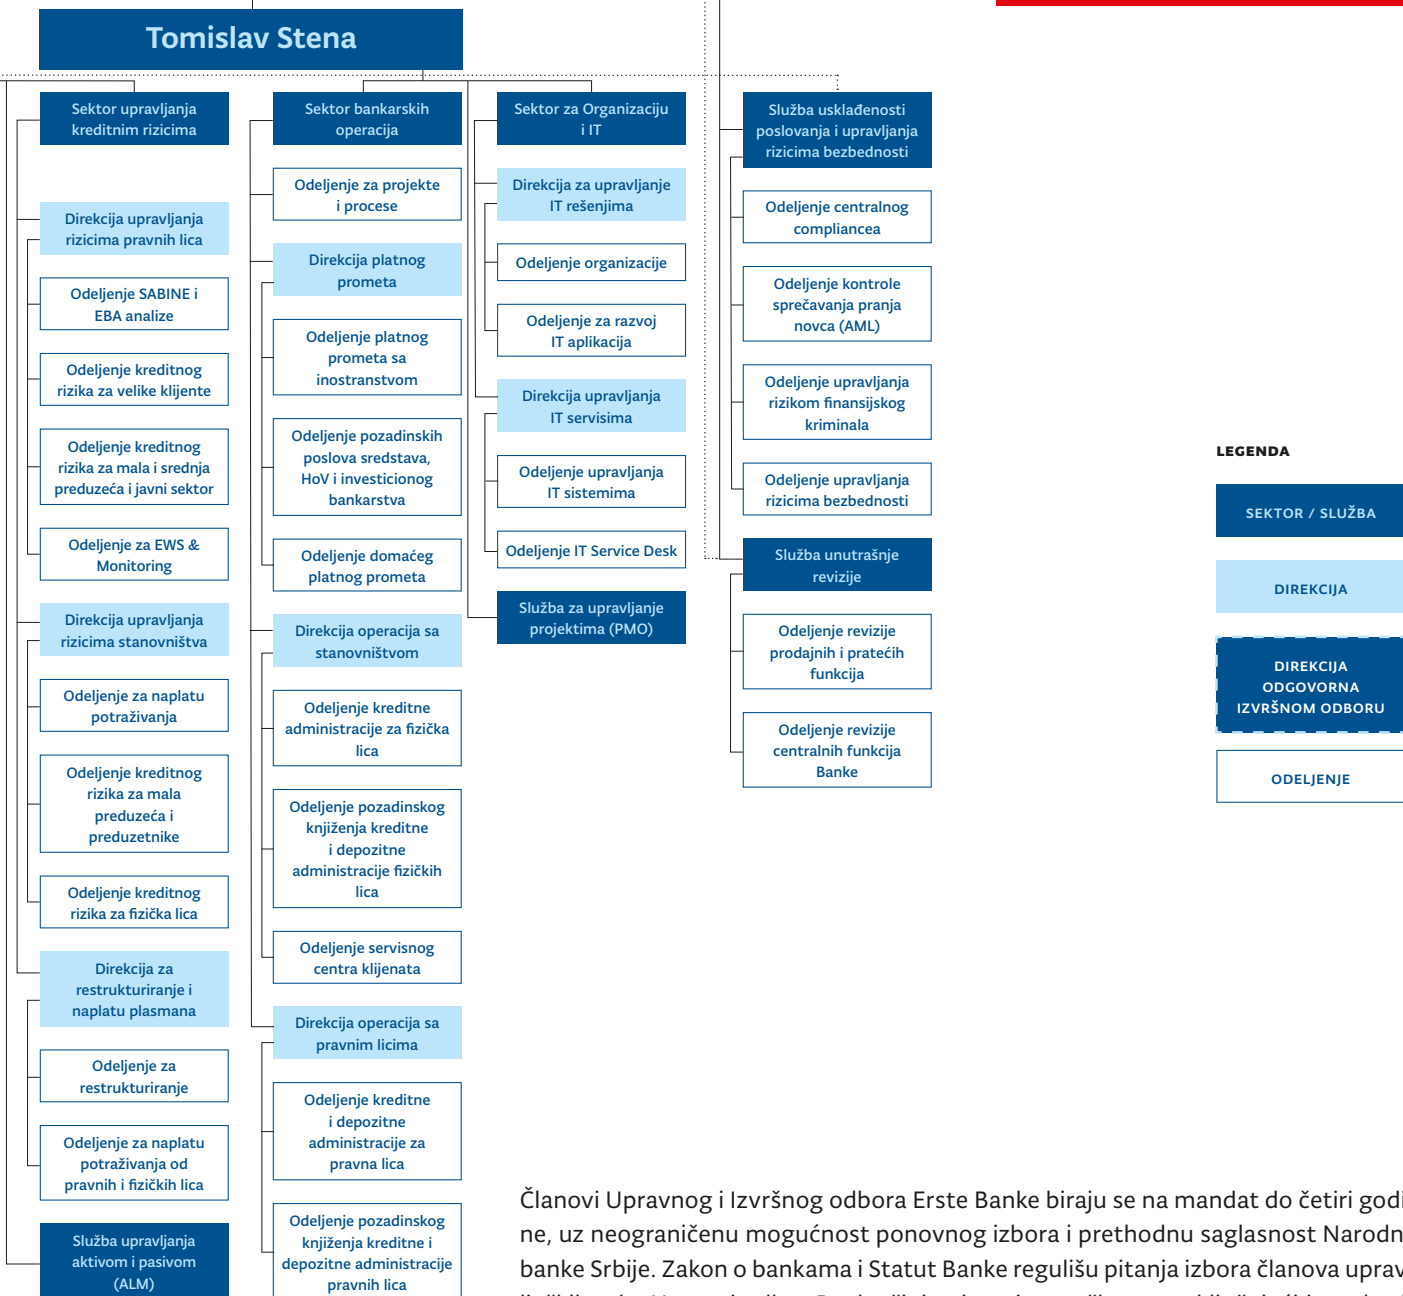 Tomislav Stena
Sektor upravljanja
kreditnim rizicima
Direkcija upravljanja
rizicima pravnih lica
Odeljenje SABINE i
EBA analize
Odeljenje kreditnog
rizika za velike klijente
Odeljenje kreditnog
rizika za mala i srednja
preduzeća i javni sektor
Odeljenje za EWS &
Monitoring
Direkcija upravljanja
rizicima stanovništva
Odeljenje za naplatu
potraživanja
Odeljenje kreditnog
rizika za mala
preduzeća i
preduzetnike
Odeljenje kreditnog
rizika za fizička lica
Direkcija za
restrukturiranje i
naplatu plasmana
Odeljenje za
restrukturiranje
Odeljenje za naplatu
potraživanja od
pravnih i fizičkih lica
Služba upravljanja
aktivom i pasivom
(ALM)
Sektor bankarskih
operacija
Odeljenje za projekte
i procese
Direkcija platnog
prometa
Odeljenje platnog
prometa sa
inostranstvom
Odeljenje pozadinskih
poslova sredstava,
HoV i investicionog
bankarstva
Odeljenje domaćeg
platnog prometa
Direkcija operacija sa
stanovništvom
Odeljenje kreditne
administracije za fizička
lica
Odeljenje pozadinskog
knjiženja kreditne
i depozitne
administracije fizičkih
lica
Odeljenje servisnog
centra klijenata
Direkcija operacija sa
pravnim licima
Odeljenje kreditne
i depozitne
administracije za
pravna lica
Odeljenje pozadinskog
knjiženja kreditne i
depozitne administracije
pravnih lica
Sektor za Organizaciju
i IT
Direkcija za upravljanje
IT rešenjima
Odeljenje organizacije
Odeljenje za razvoj
IT aplikacija
Direkcija upravljanja
IT servisima
Odeljenje upravljanja
IT sistemima
Odeljenje IT Service Desk
Služba za upravljanje
projektima (PMO)
Služba usklađenosti
poslovanja i upravljanja
rizicima bezbednosti
Odeljenje centralnog
compliancea
Odeljenje kontrole
sprečavanja pranja
novca (AML)
Odeljenje upravljanja
rizikom finansijskog
kriminala
Odeljenje upravljanja
rizicima bezbednosti
Služba unutrašnje
revizije
Odeljenje revizije
prodajnih i pratećih
funkcija
Odeljenje revizije
centralnih funkcija
Banke
LEGENDA
SEKTOR / SLUŽBA
DIREKCIJA
DIREKCIJA
ODGOVORNA
IZVRŠNOM ODBORU
ODELJENJE
Članovi Upravnog i Izvršnog odbora Erste Banke biraju se na mandat do četiri godi
ne, uz neograničenu mogućnost ponovnog izbora i prethodnu saglasnost Narodn
banke Srbije. Zakon o bankama i Statut Banke regulišu pitanja izbora članova uprav